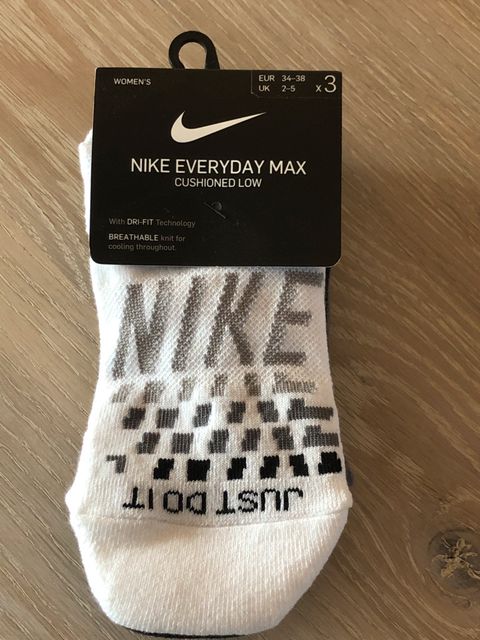 WOMEN'S
EUR 34-38
UK 2-5
x 3
NIKE EVERYDAY MAX
CUSHIONED LOW
With DRI-FIT Technology
BREATHABLE knit for
cooling throughout.
NIKE
JUST DO IT